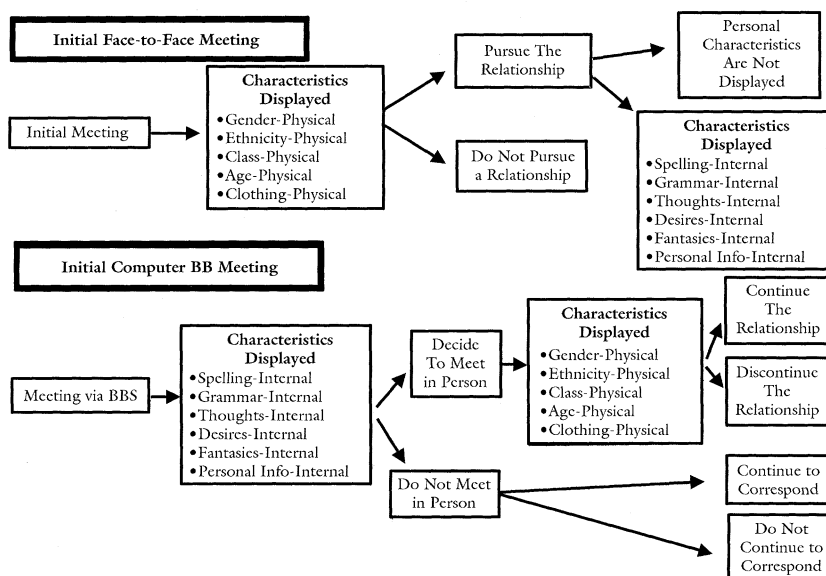 Initial Face-to-Face Meeting
Initial Meeting
Characteristics
Displayed
•Gender-Physical
•Ethnicity-Physical
•Class-Physical
•Age-Physical
•Clothing-Physical
Pursue The
Relationship
Do Not Pursue
a Relationship
Personal
Characteristics
Are Not
Displayed
Characteristics
Displayed
•Spelling-Internal
•Grammar-Internal
•Thoughts-Internal
•Desires-Internal
•Fantasies-Internal
•Personal Info-Internal
Initial Computer BB Meeting
Meeting via BBS
Characteristics
Displayed
•Spelling-Internal
•Grammar-Internal
•Thoughts-Internal
•Desires-Internal
•Fantasies-Internal
•Personal Info-Internal
Decide
To Meet
in Person
Do Not Meet
in Person
Characteristics
Displayed
•Gender-Physical
•Ethnicity-Physical
•Class-Physical
•Age-Physical
•Clothing-Physical
Continue
The
Relationship
Discontinue
The
Relationship
Continue to
Correspond
Do Not
Continue to
Correspond